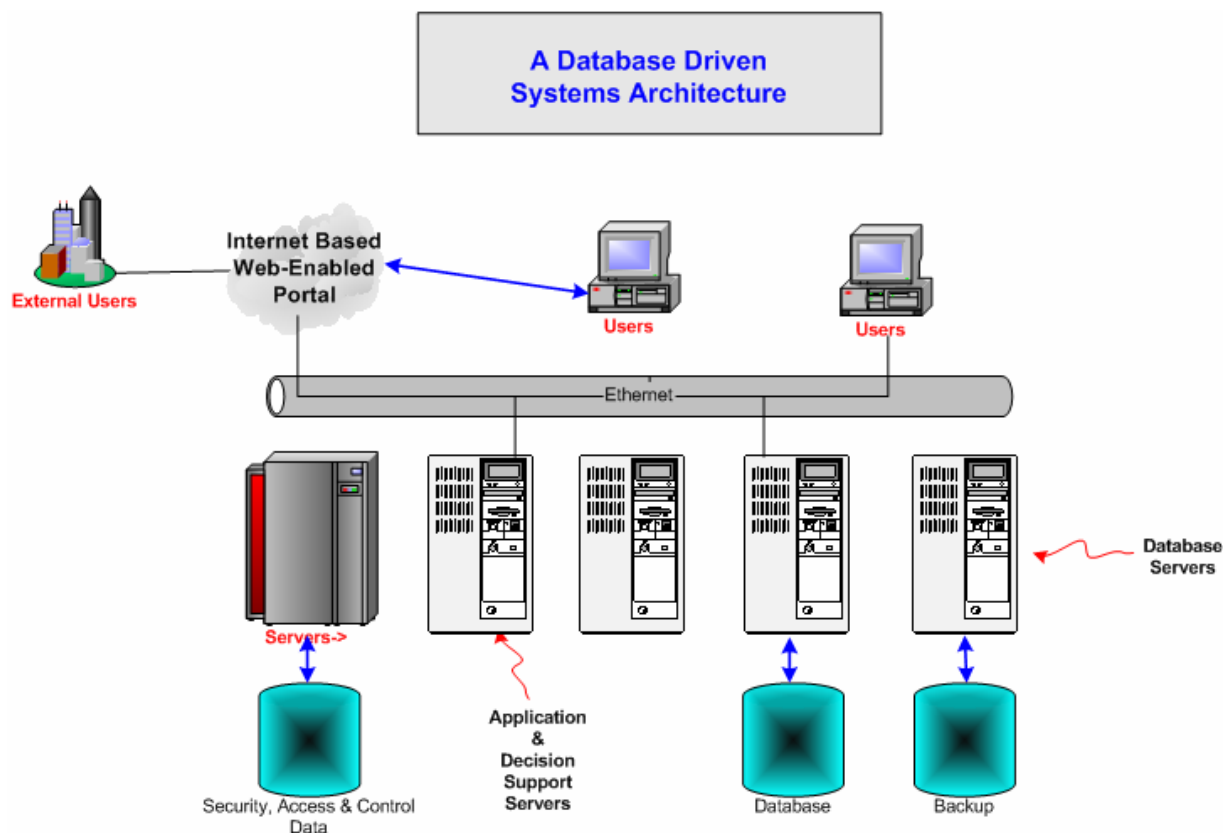 A Database Driven
Systems Architecture
Internet Based
Web-Enabled
Portal
External Users
Users
Users
Ethernet
Servers->
Database
Servers
Application
&
Decision
Support
Servers
Security, Access & Control
Data
Database
Backup